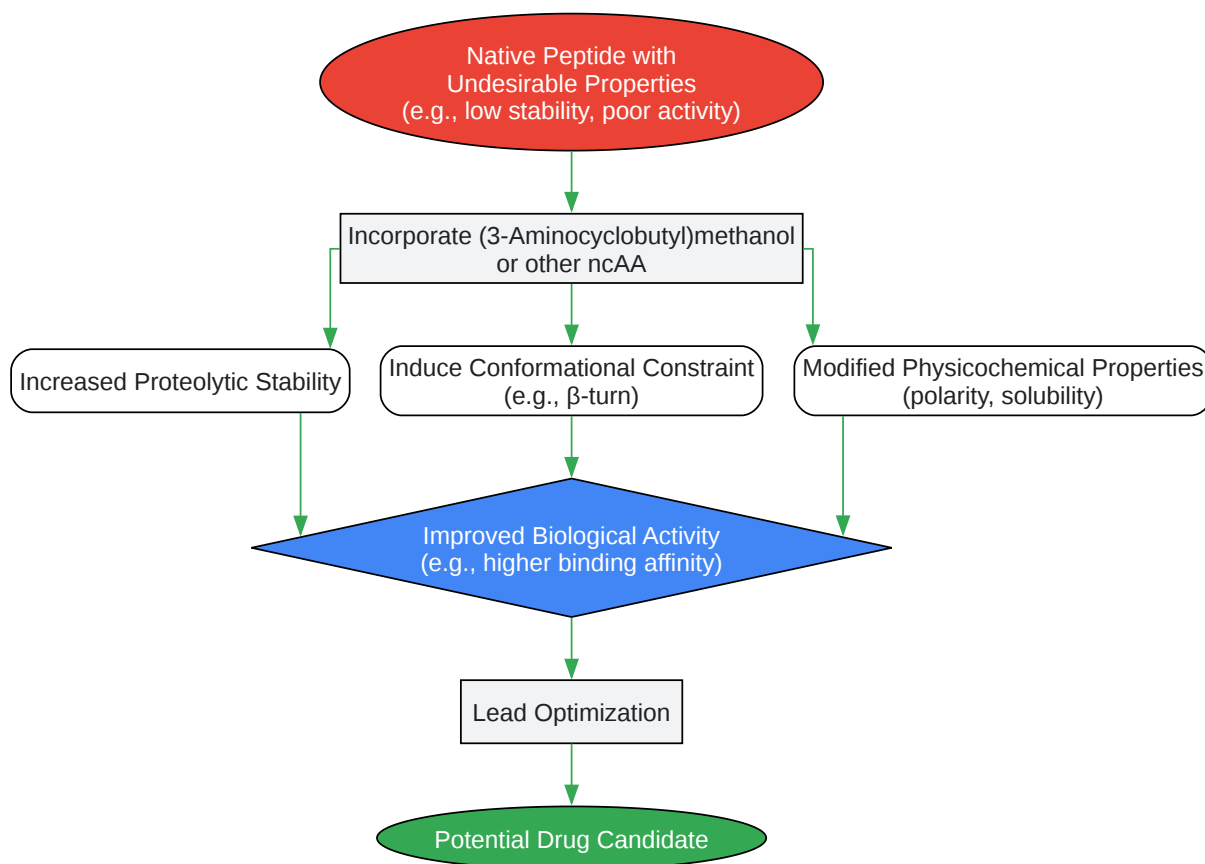 Native Peptide with
Undesirable Properties
(e.g., low stability, poor activity)
Incorporate (3-Aminocyclobutyl)methanol
or other ncAA
Increased Proteolytic Stability
Induce Conformational Constraint
(e.g., β-turn)
Modified Physicochemical Properties
(polarity, solubility)
Improved Biological Activity
(e.g., higher binding affinity)
Lead Optimization
Potential Drug Candidate